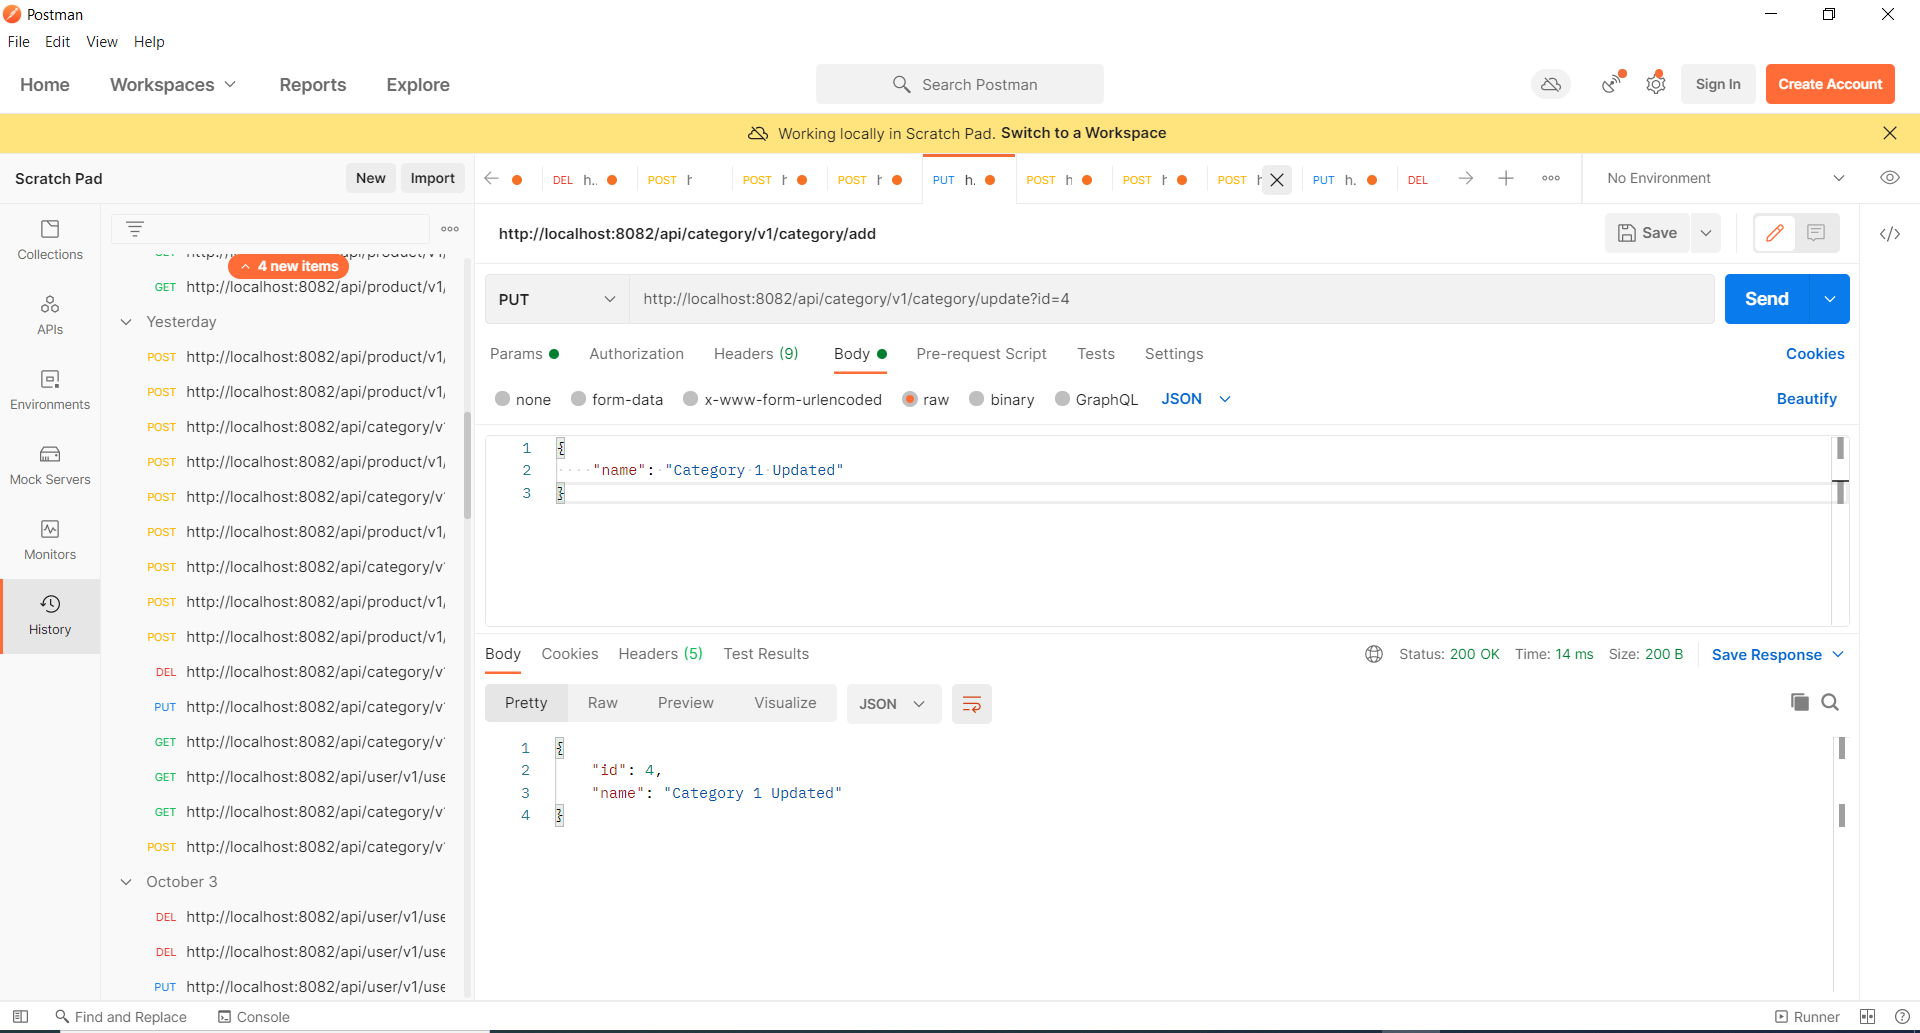 Postman
File Edit View Help
Home Workspaces Reports Explore Search Postman Sign In Create Account
Working locally in Scratch Pad. Switch to a Workspace
Scratch Pad New Import
DEL h.. POST POST POST PUT h. POST POST POST PUT h. DEL No Environment
Collections
APIs
Environments
Mock Servers
Monitors
History
4 new items
GET http://localhost:8082/api/product/v1/
Yesterday
POST http://localhost:8082/api/product/v1/
POST http://localhost:8082/api/product/v1/
POST http://localhost:8082/api/category/v
POST http://localhost:8082/api/product/v1/
POST http://localhost:8082/api/category/v
POST http://localhost:8082/api/product/v1/
POST http://localhost:8082/api/category/v
POST http://localhost:8082/api/product/v1/
POST http://localhost:8082/api/product/v1/
DEL http://localhost:8082/api/category/v
PUT http://localhost:8082/api/category/v
GET http://localhost:8082/api/category/v
GET http://localhost:8082/api/user/v1/use
GET http://localhost:8082/api/category/v
POST http://localhost:8082/api/category/v
October 3
DEL http://localhost:8082/api/user/v1/use
DEL http://localhost:8082/api/user/v1/use
PUT http://localhost:8082/api/user/v1/use
http://localhost:8082/api/category/v1/category/add Save
PUT http://localhost:8082/api/category/v1/category/update?id=4 Send
Params Authorization Headers (9) Body Pre-request Script Tests Settings Cookies
none form-data x-www-form-urlencoded raw binary GraphQL JSON Beautify
1 {
2 "name": "Category 1 Updated"
3 }
Body Cookies Headers (5) Test Results Status: 200 OK Time: 14 ms Size: 200 B Save Response
Pretty Raw Preview Visualize JSON
1 {
2 "id": 4,
3 "name": "Category 1 Updated"
4 }
Find and Replace Console Runner